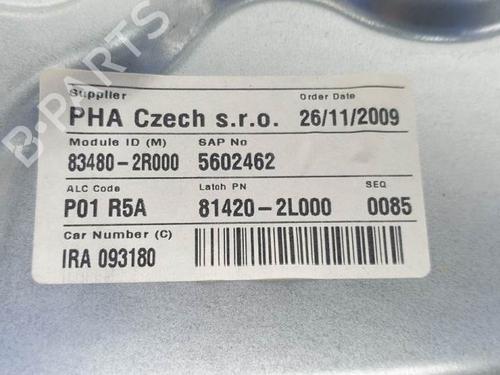 B-PARTS
Supplier Order Date
PHA Czech s.r.o. 26/11/2009
Module ID (M) SAP No
83480-2R000 5602462
ALC Code Latch PN SEQ
P01 R5A 81420-2L000 0085
Car Number (C)
IRA 093180